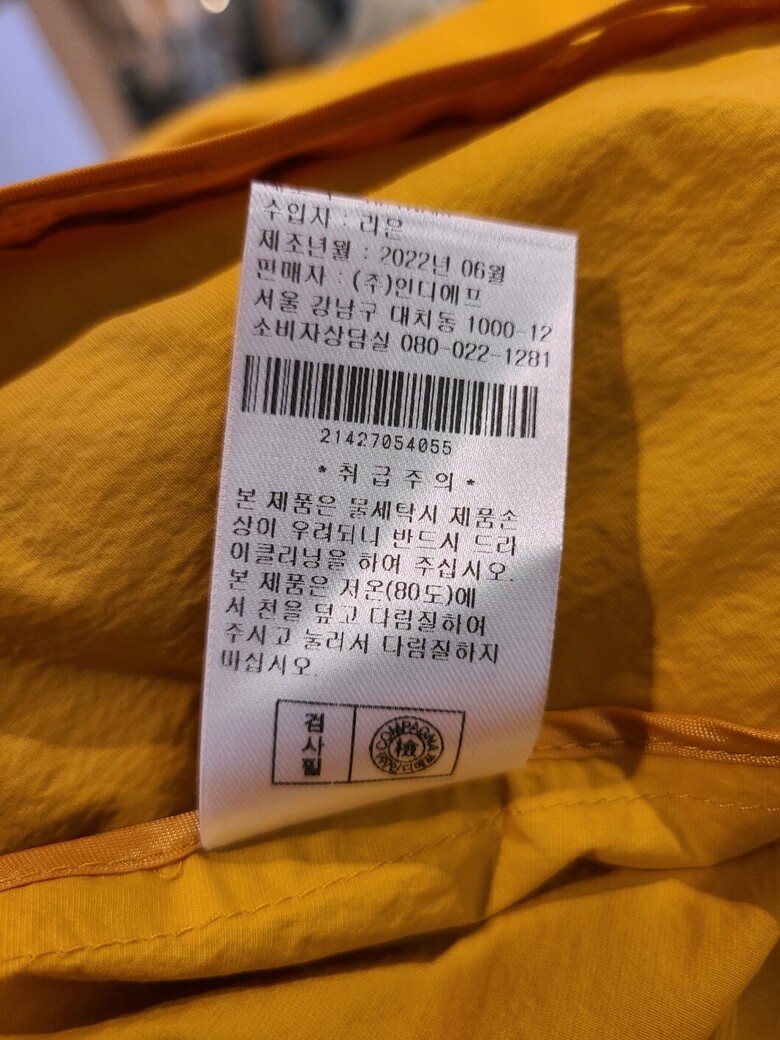 수입자 : 리은
제조년월 : 2022년 06월
판매자 : (주)인디에프
서울 강남구 대치동 1000-12
소비자상담실 080-022-1281
21427054055
* 취 급 주 의 *
본 제품은 물세탁시 제품손
상이 우려되니 반드시 드라
이클리닝을 하여 주십시오.
본 제품은 저온(80도)에
서 천을 덮고 다림질하여
주시고 눌러서 다림질하지
마십시오.
검
사
필
COMPAGNA
檢
(주)인디에프